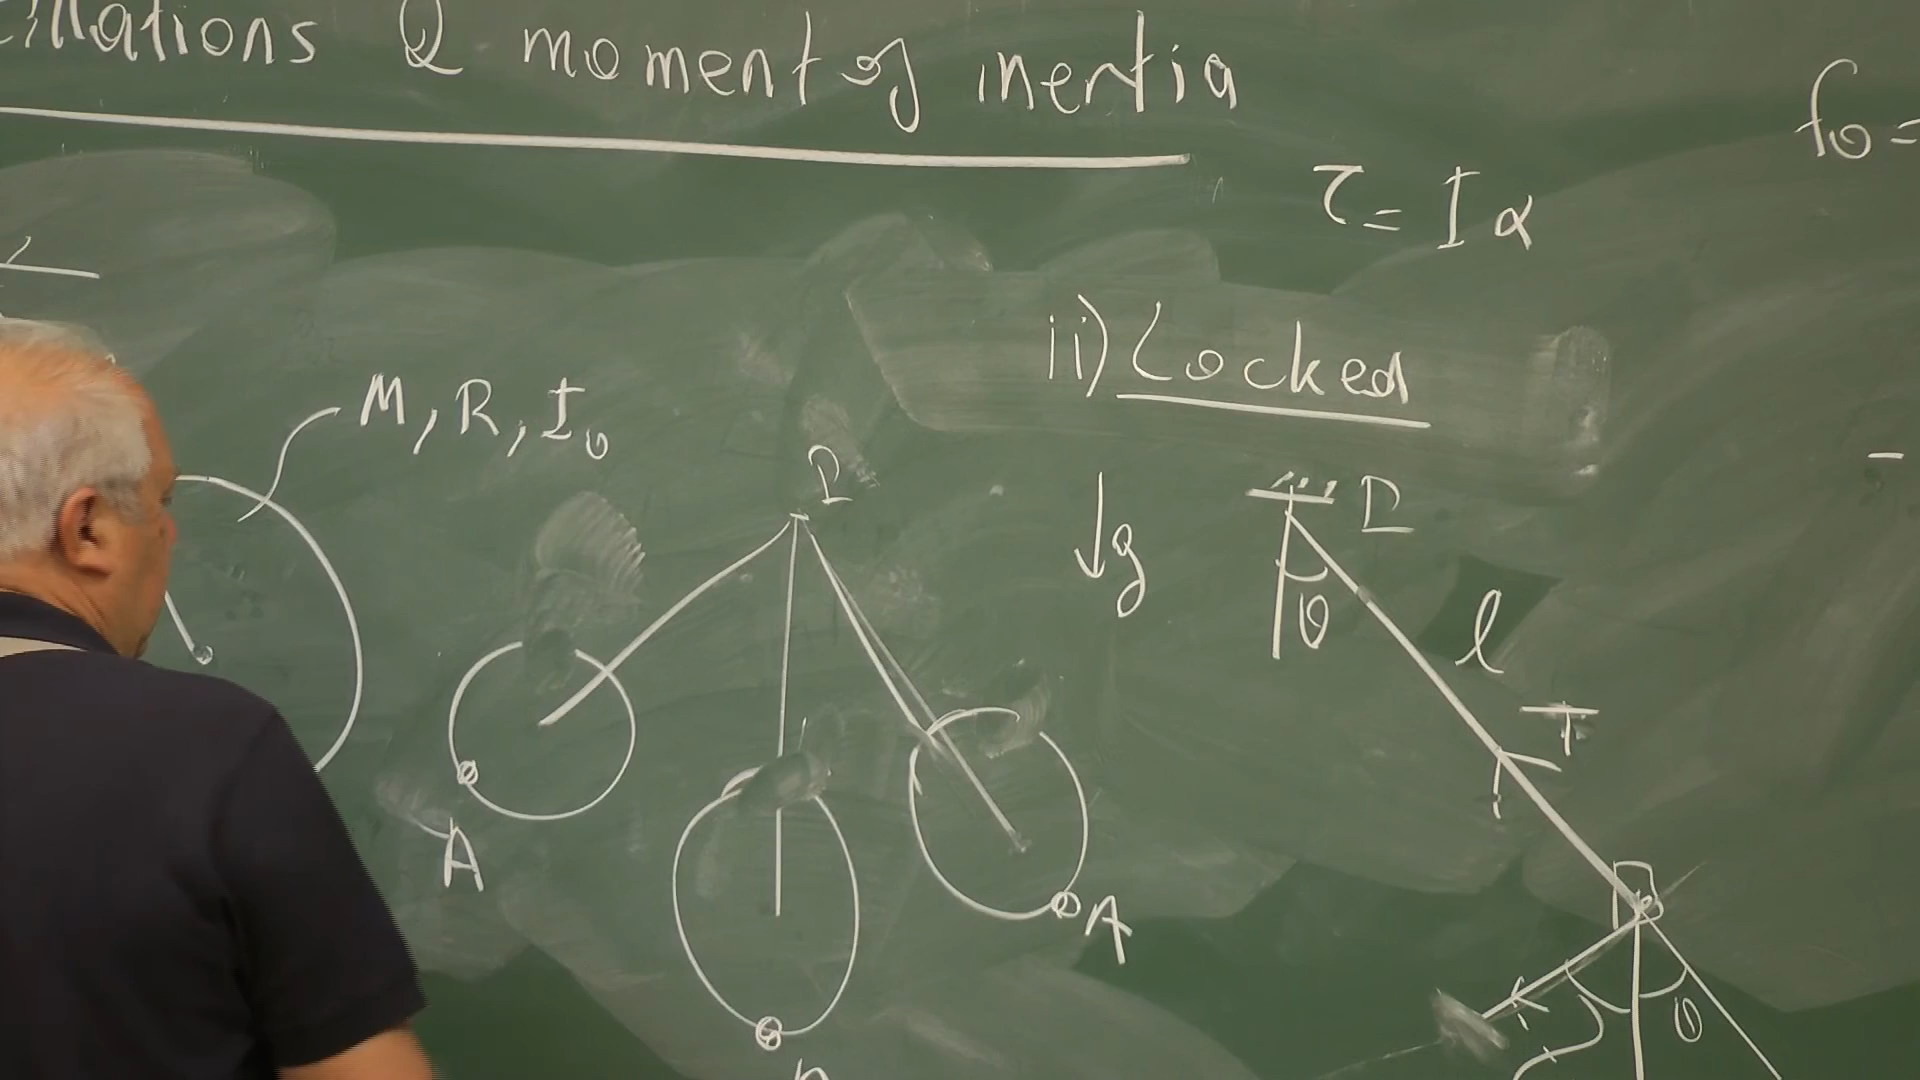 illations & moment of inertia
f₀ =
τ = I α
ii) Locked
M, R, I₀
P
P
g
θ
l
T
A
A
θ